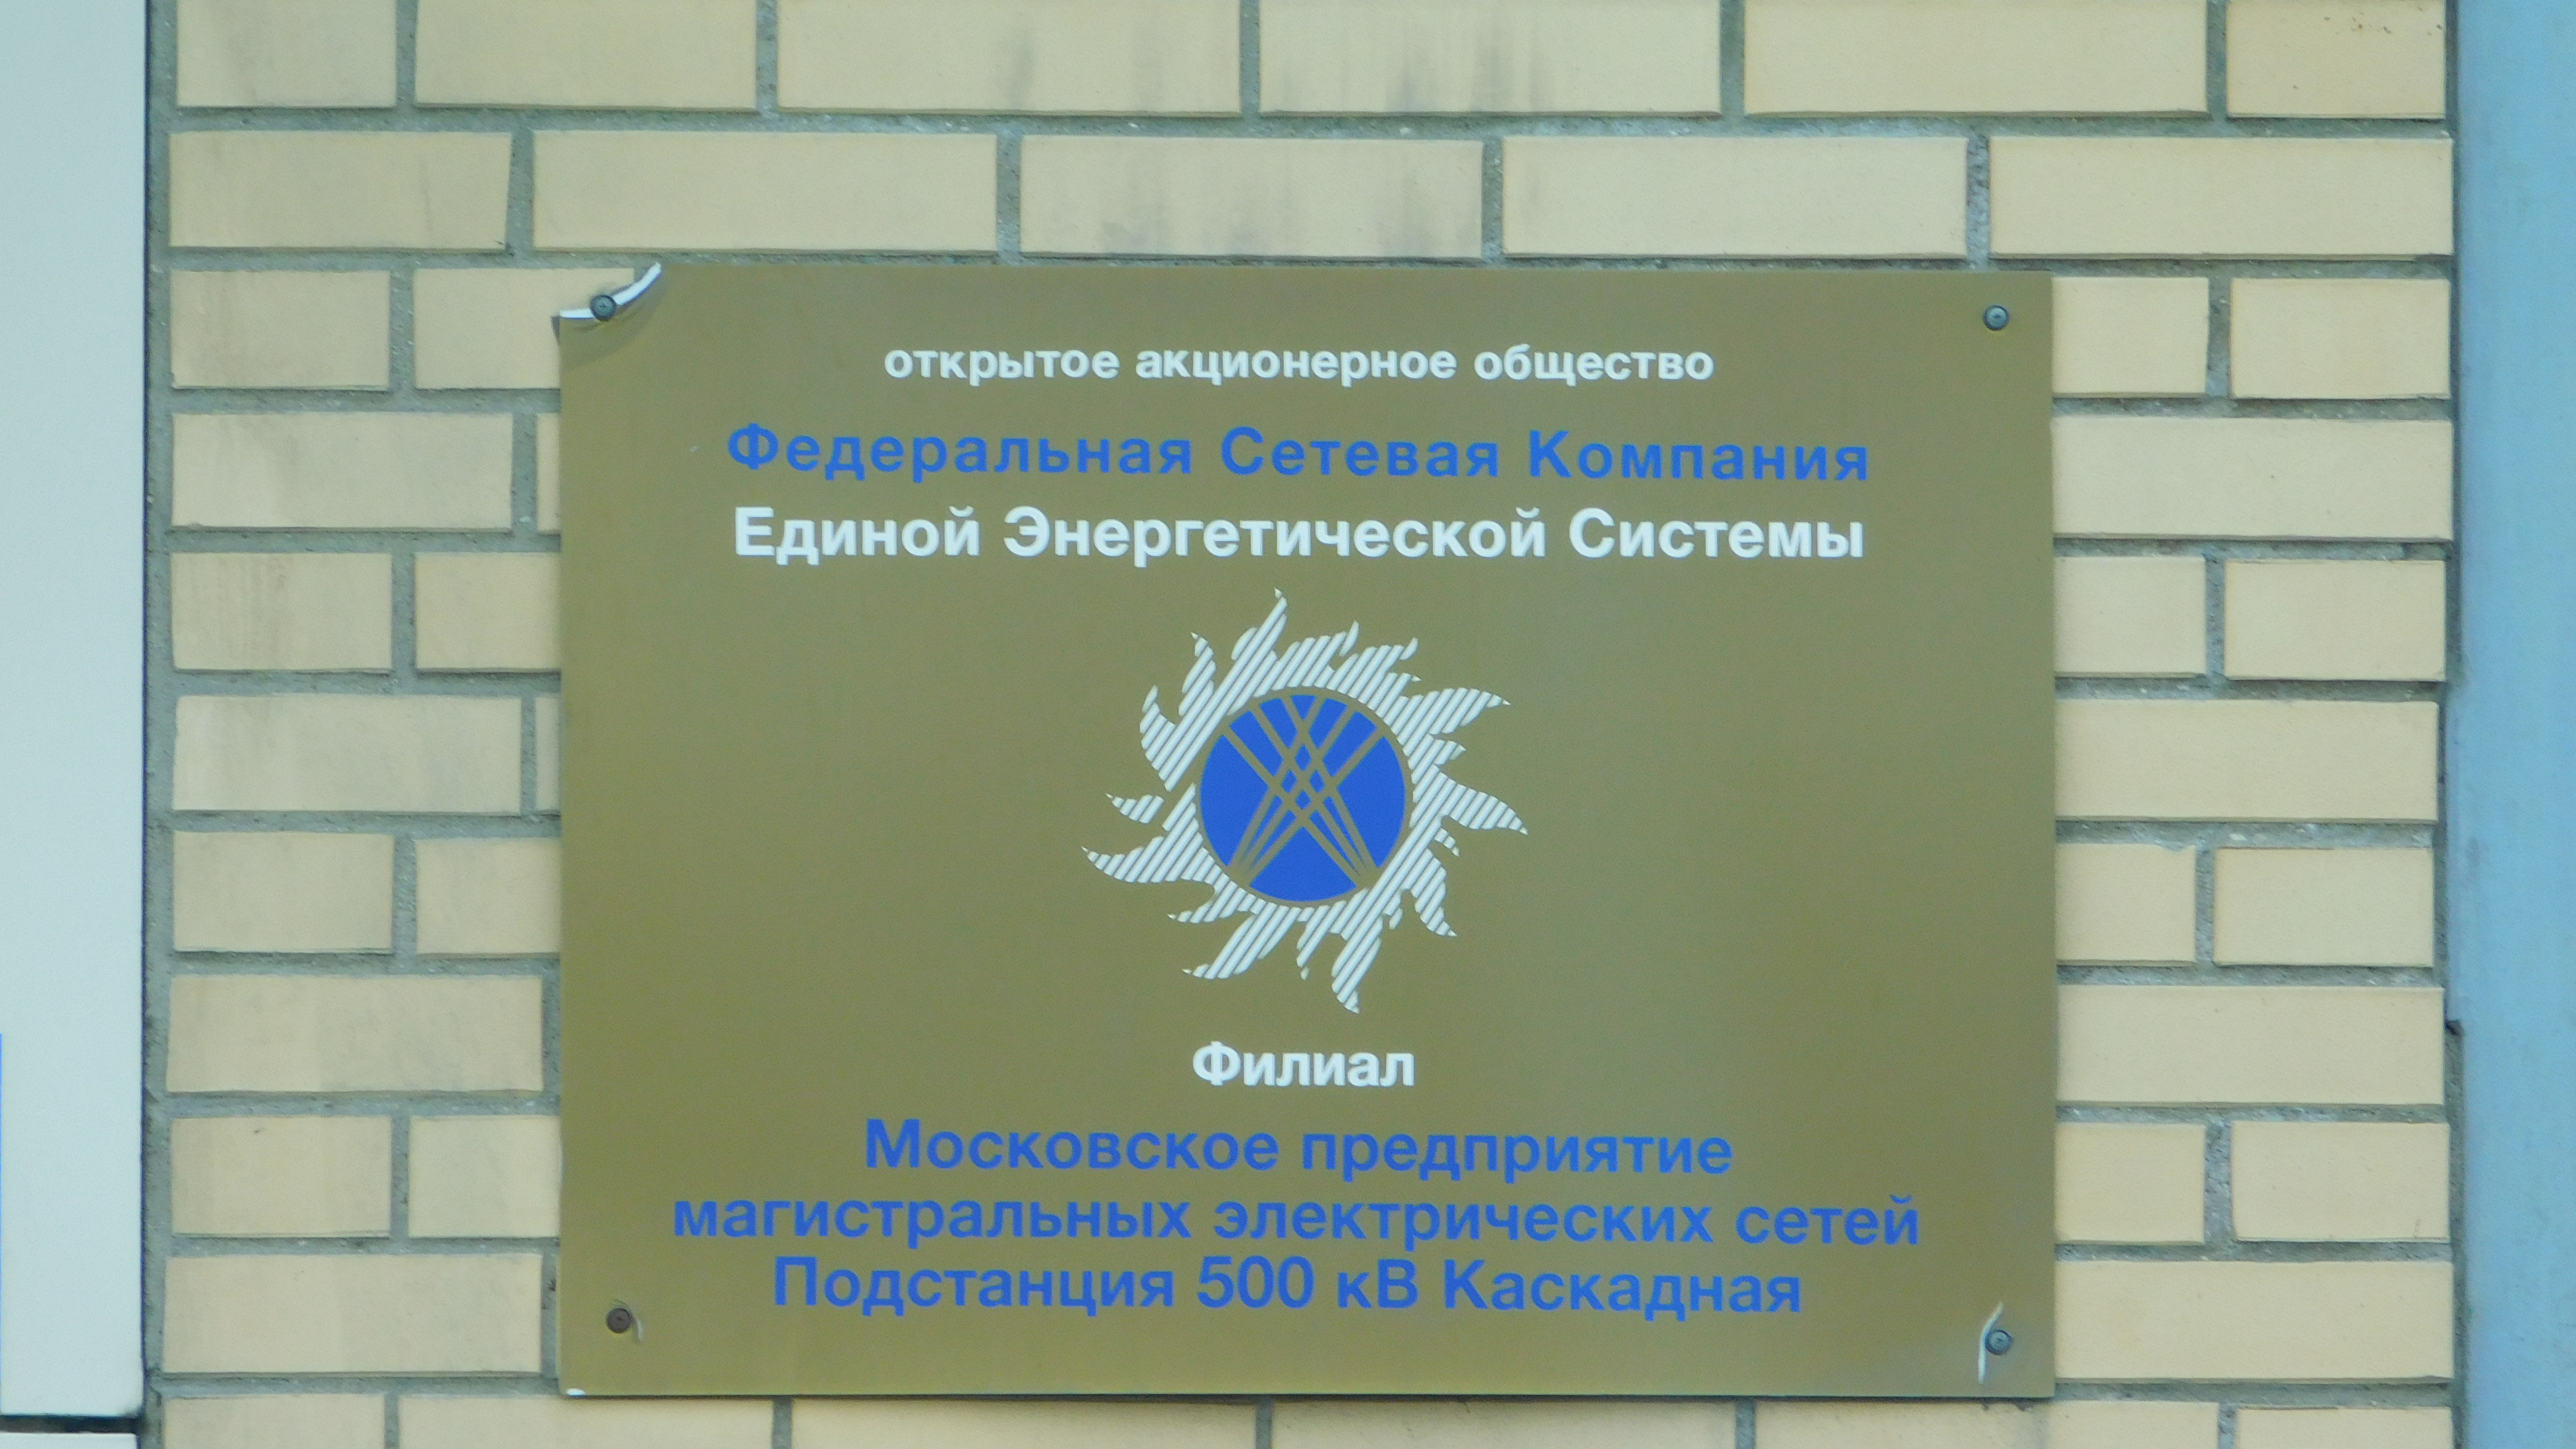 открытое акционерное общество
Федеральная Сетевая Компания
Единой Энергетической Системы
Филиал
Московское предприятие
магистральных электрических сетей
Подстанция 500 кВ Каскадная